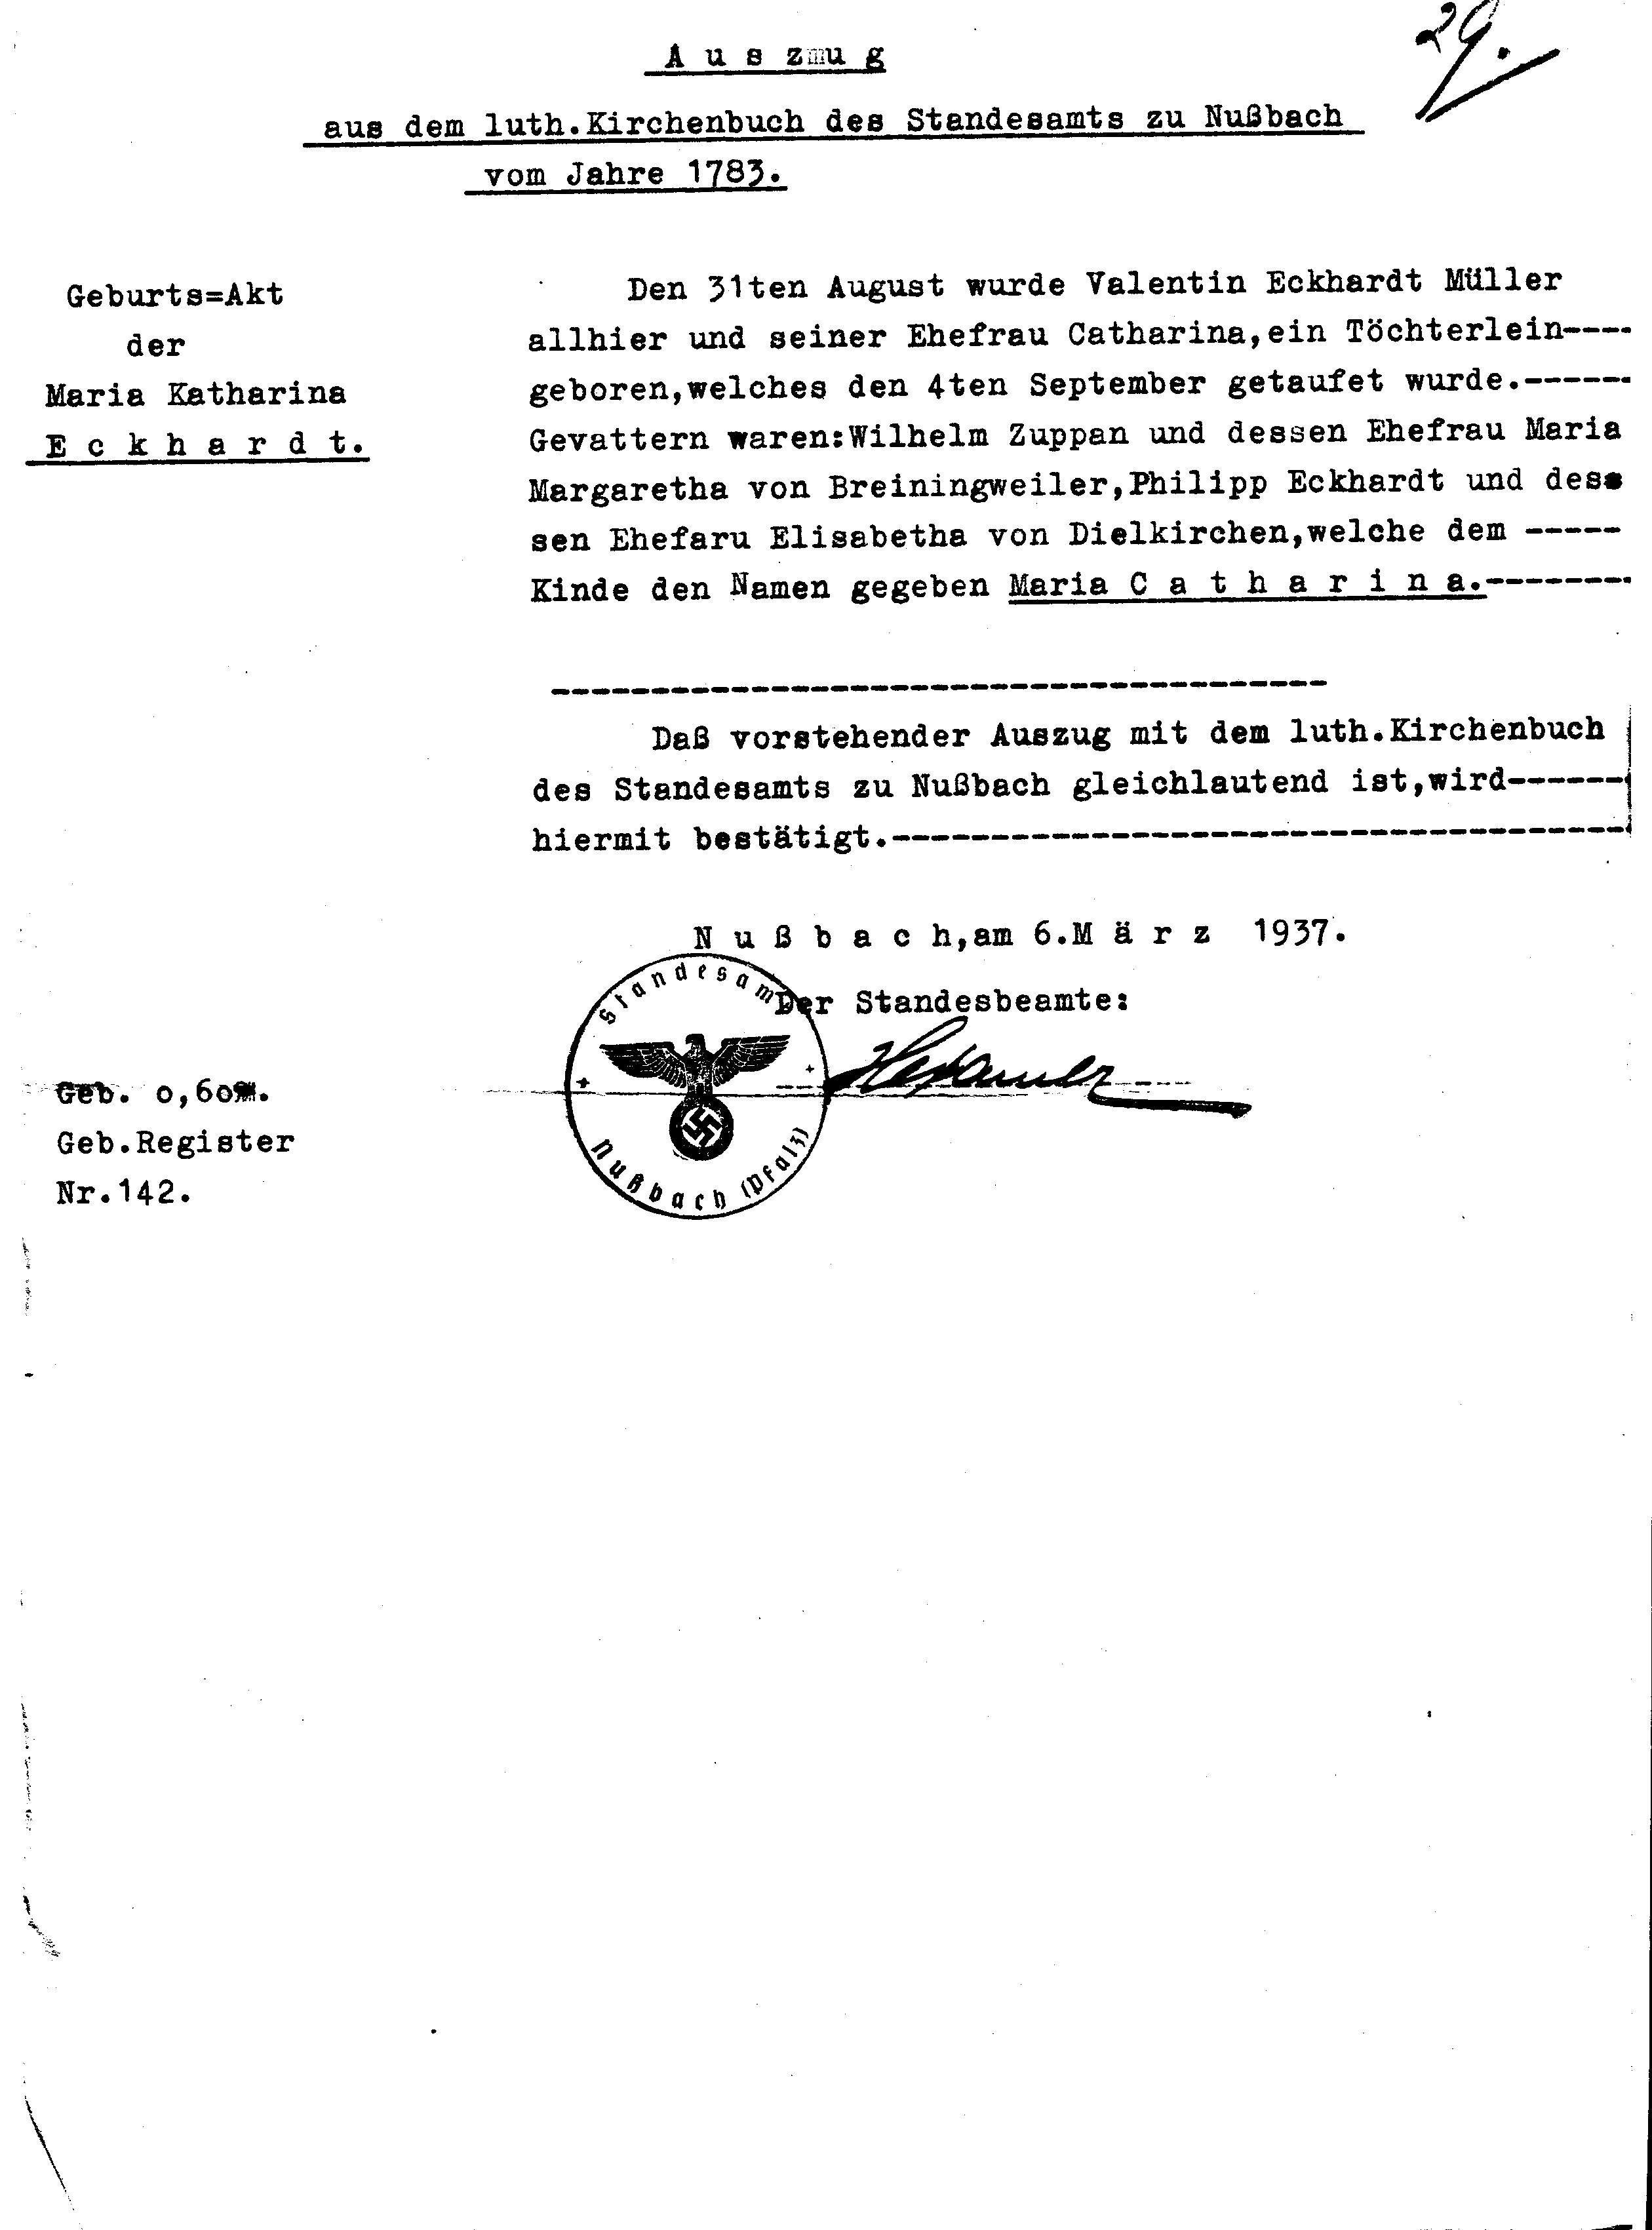 29.
A u s z u g
aus dem luth.Kirchenbuch des Standesamts zu Nußbach
vom Jahre 1783.
Geburts=Akt
der
Maria Katharina
E c k h a r d t.
Den 31ten August wurde Valentin Eckhardt Müller
allhier und seiner Ehefrau Catharina,ein Töchterlein----
geboren,welches den 4ten September getaufet wurde.------
Gevattern waren:Wilhelm Zuppan und dessen Ehefrau Maria
Margaretha von Breiningweiler,Philipp Eckhardt und des=
sen Ehefaru Elisabetha von Dielkirchen,welche dem -----
Kinde den Namen gegeben Maria C a t h a r i n a.--------
---------------------------------------
Daß vorstehender Auszug mit dem luth.Kirchenbuch
des Standesamts zu Nußbach gleichlautend ist,wird------
hiermit bestätigt.-------------------------------------
N u ß b a c h,am 6.M ä r z 1937.
Der Standesbeamte:
Standesamt
Nußbach (Pfalz)
Geb. 0,60M.
Geb.Register
Nr.142.